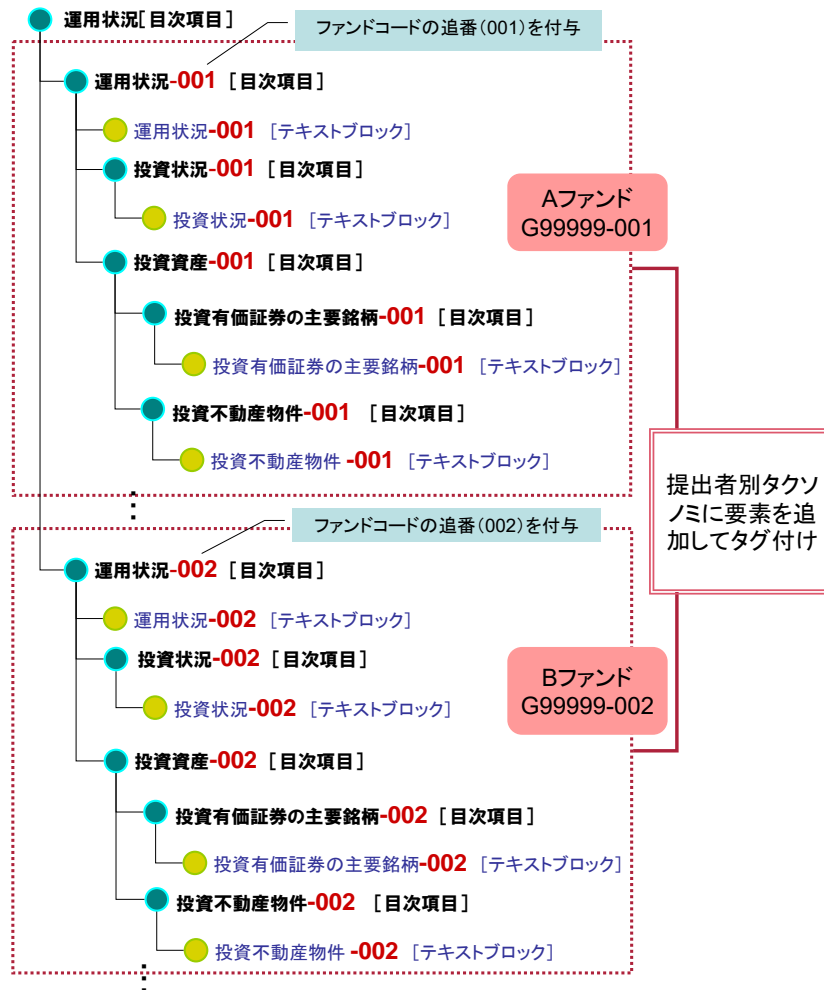 運用状況[目次項目]
ファンドコードの追番(001)を付与
運用状況-001 [目次項目]
運用状況-001 [テキストブロック]
投資状況-001 [目次項目]
投資状況-001 [テキストブロック]
Aファンド
G99999-001
投資資産-001 [目次項目]
投資有価証券の主要銘柄-001 [目次項目]
投資有価証券の主要銘柄-001 [テキストブロック]
投資不動産物件-001 [目次項目]
投資不動産物件 -001 [テキストブロック]
提出者別タクソ
ノミに要素を追
加してタグ付け
ファンドコードの追番(002)を付与
運用状況-002 [目次項目]
運用状況-002 [テキストブロック]
投資状況-002 [目次項目]
投資状況-002 [テキストブロック]
Bファンド
G99999-002
投資資産-002 [目次項目]
投資有価証券の主要銘柄-002 [目次項目]
投資有価証券の主要銘柄-002 [テキストブロック]
投資不動産物件-002 [目次項目]
投資不動産物件 -002 [テキストブロック]